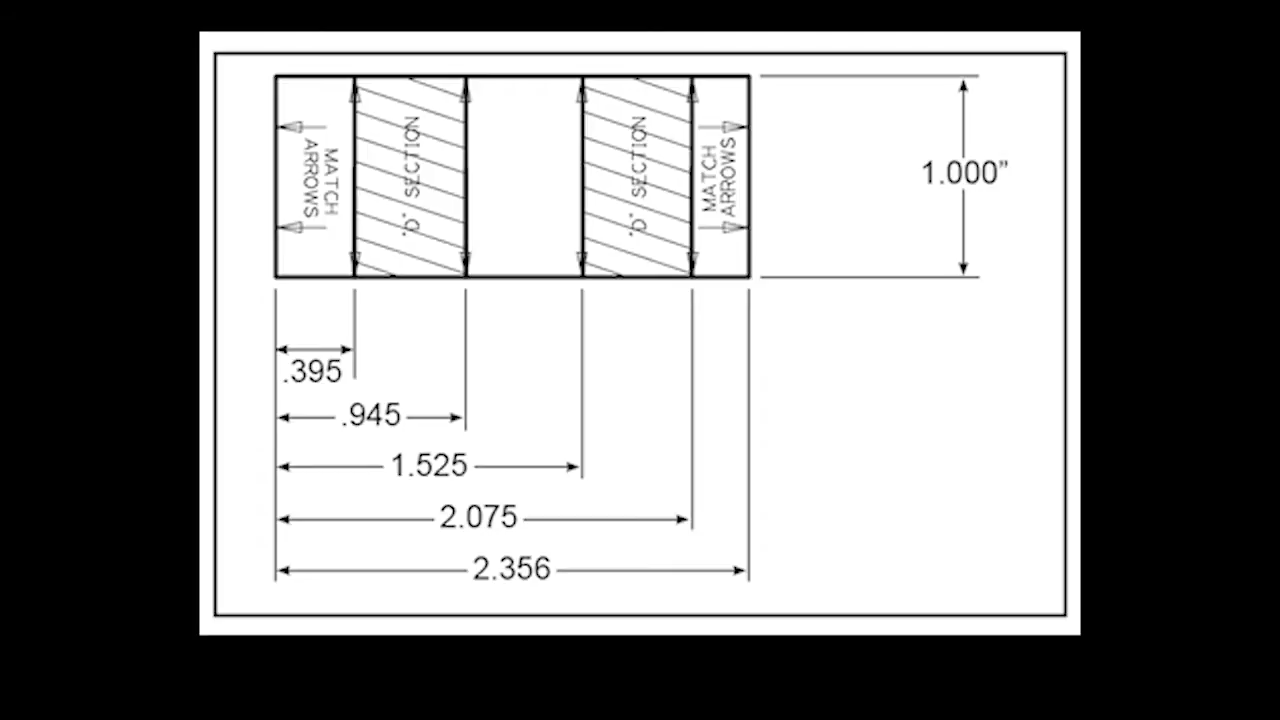 MATCH
ARROWS
"D" SECTION
"D" SECTION
MATCH
ARROWS
1.000”
.395
.945
1.525
2.075
2.356